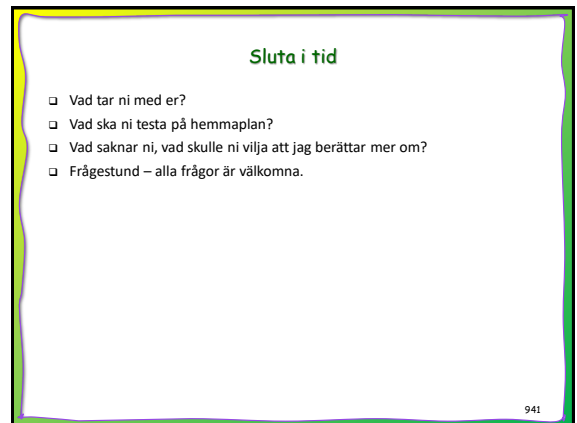 Sluta i tid
❑ Vad tar ni med er?
❑ Vad ska ni testa på hemmaplan?
❑ Vad saknar ni, vad skulle ni vilja att jag berättar mer om?
❑ Frågestund – alla frågor är välkomna.
941